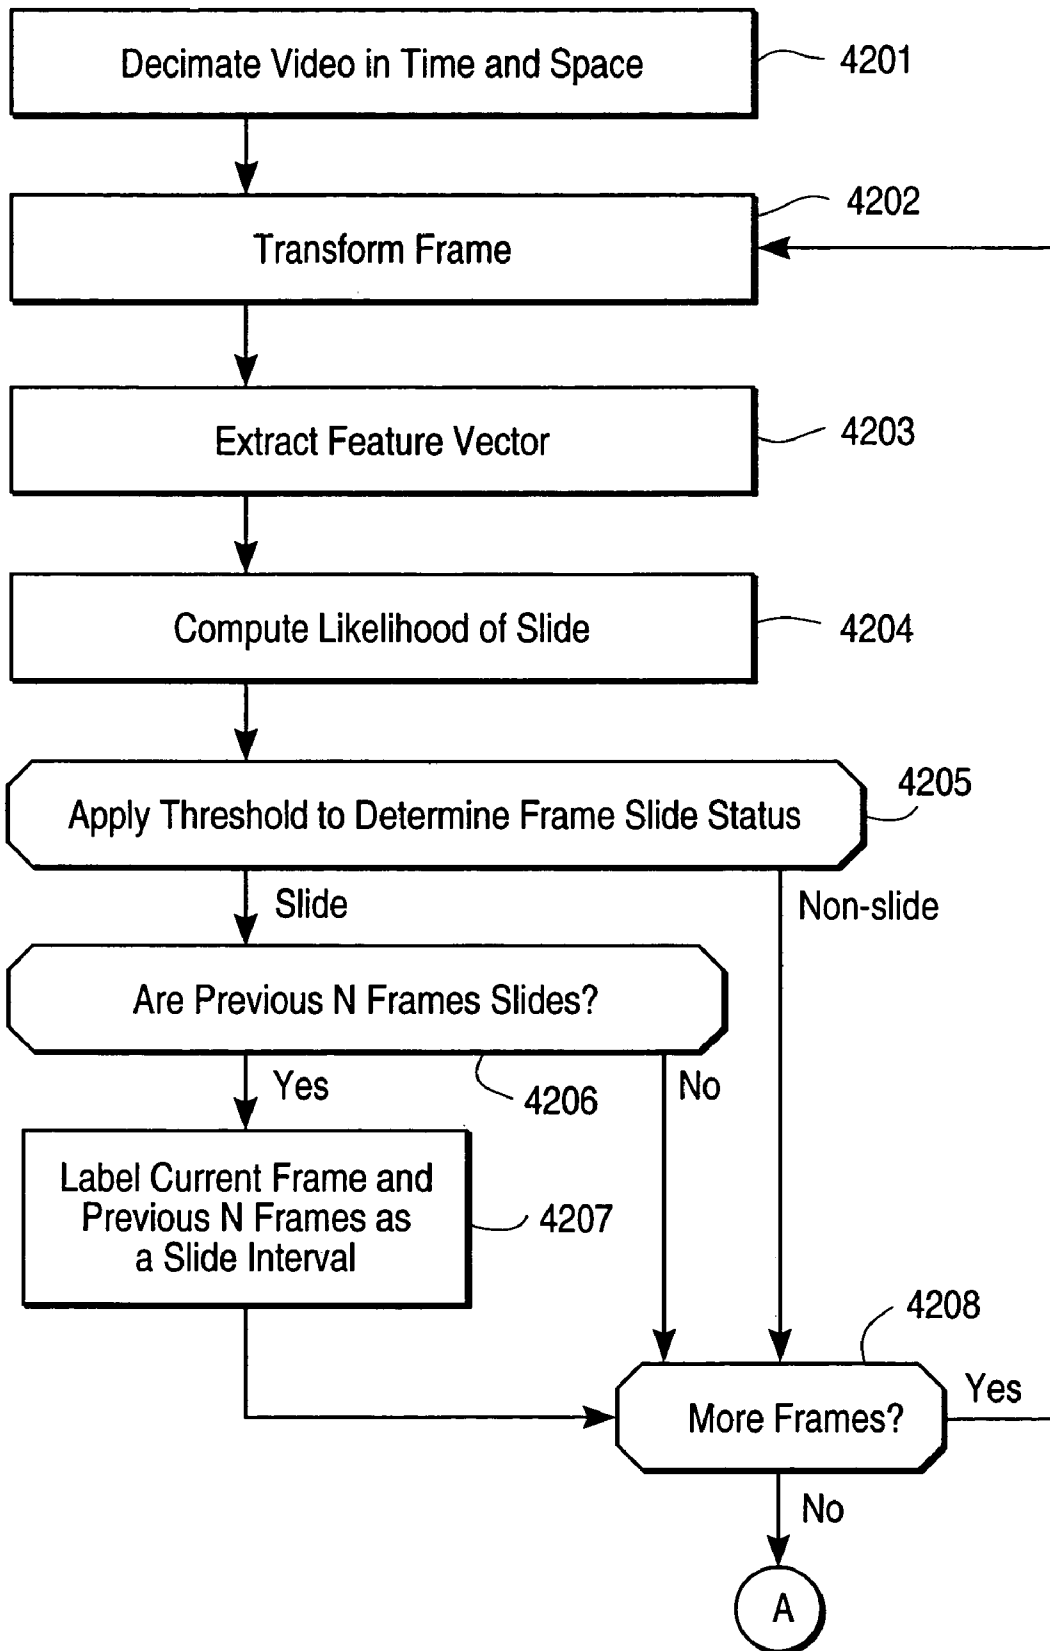 Decimate Video in Time and Space
4201
4202
Transform Frame
Extract Feature Vector
4203
Compute Likelihood of Slide
4204
4205
Apply Threshold to Determine Frame Slide Status
Slide
Non-slide
Are Previous N Frames Slides?
Yes
4206
No
Label Current Frame and
Previous N Frames as
a Slide Interval
4207
4208
More Frames?
Yes
No
A